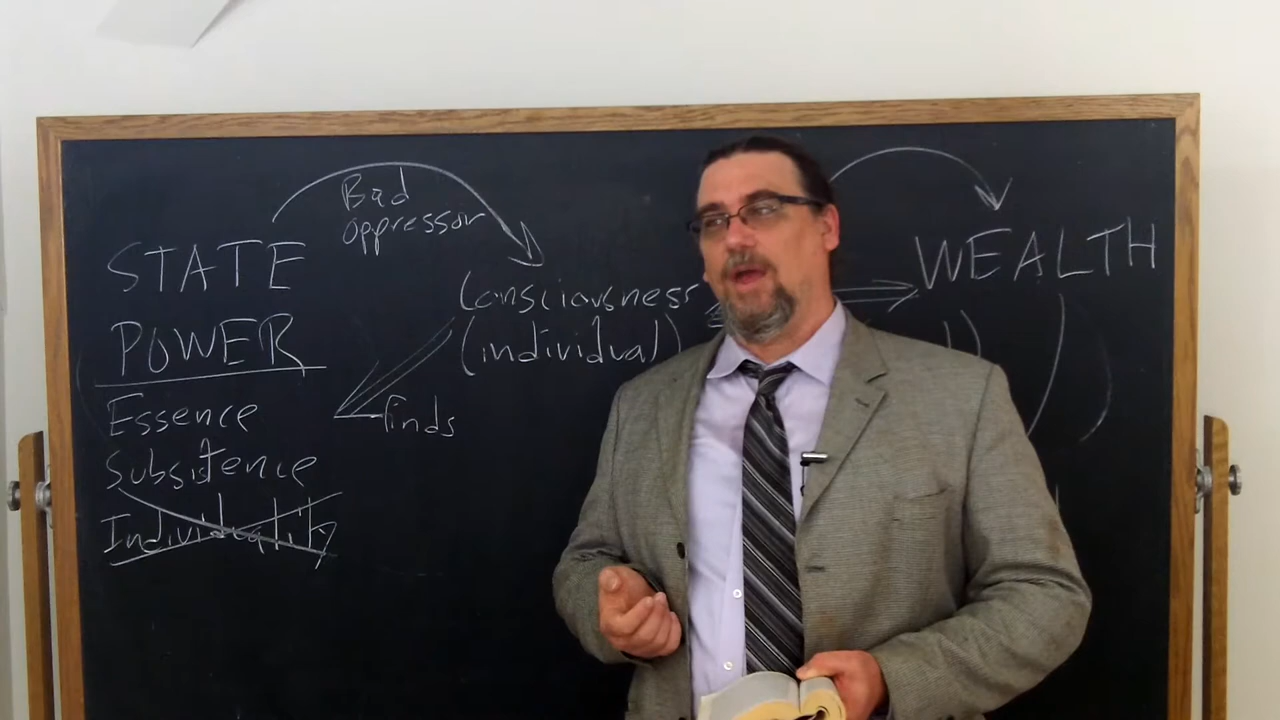 Bad
oppressor
STATE
POWER
Essence
Subsistence
Individuality
Consciousness
(individual)
finds
WEALTH